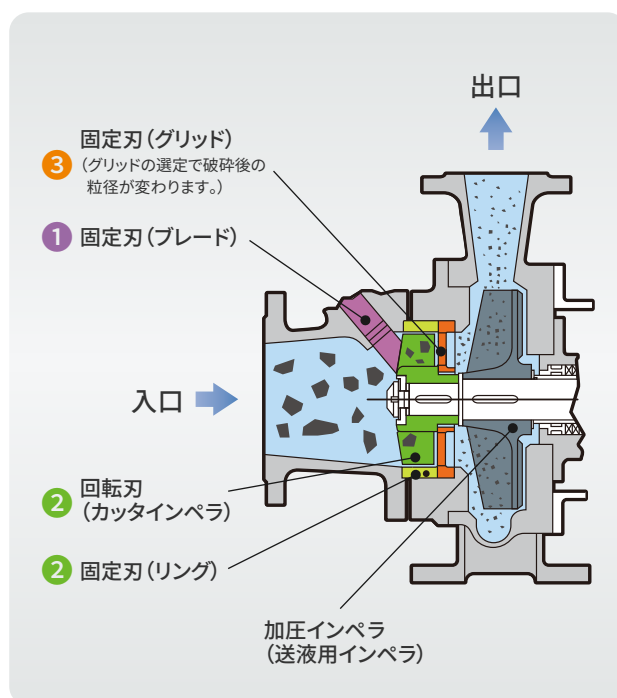 出口
固定刃（グリッド）
3
（グリッドの選定で破砕後の
粒径が変わります。）
1 固定刃（ブレード）
入口
2 回転刃
（カッタインペラ）
2 固定刃（リング）
加圧インペラ
（送液用インペラ）